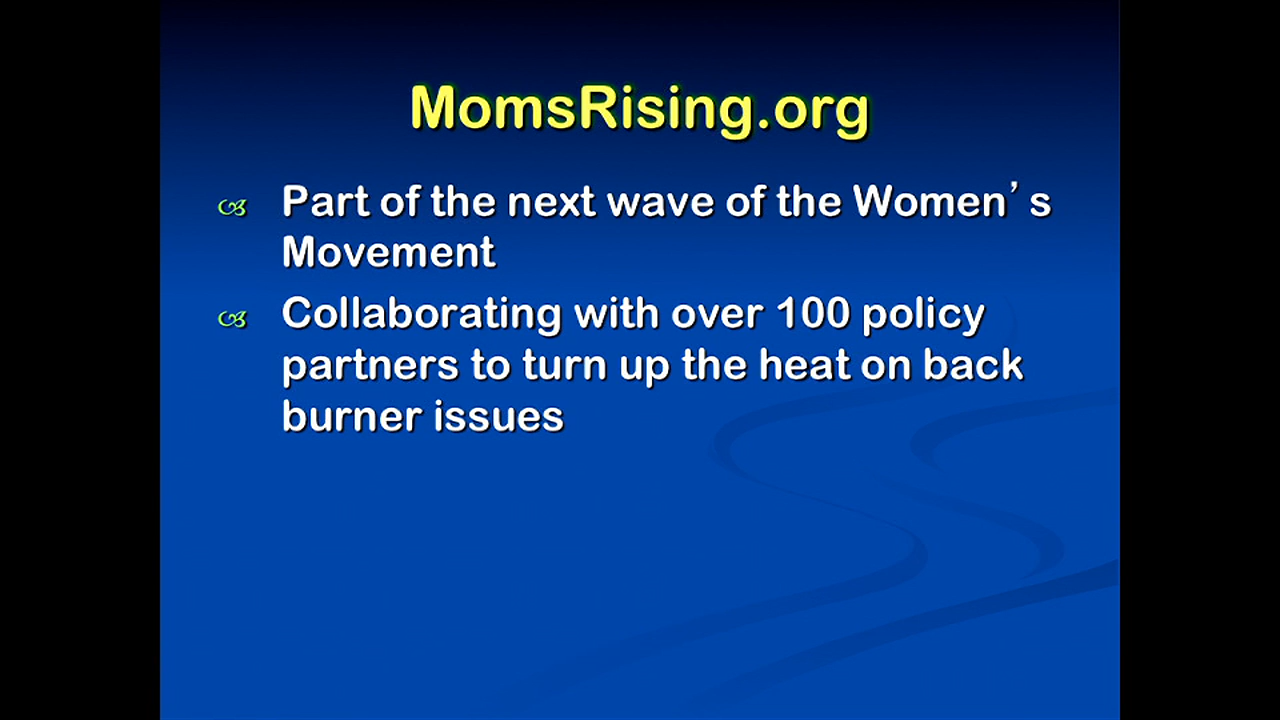 MomsRising.org
Part of the next wave of the Women’s
Movement
Collaborating with over 100 policy
partners to turn up the heat on back
burner issues